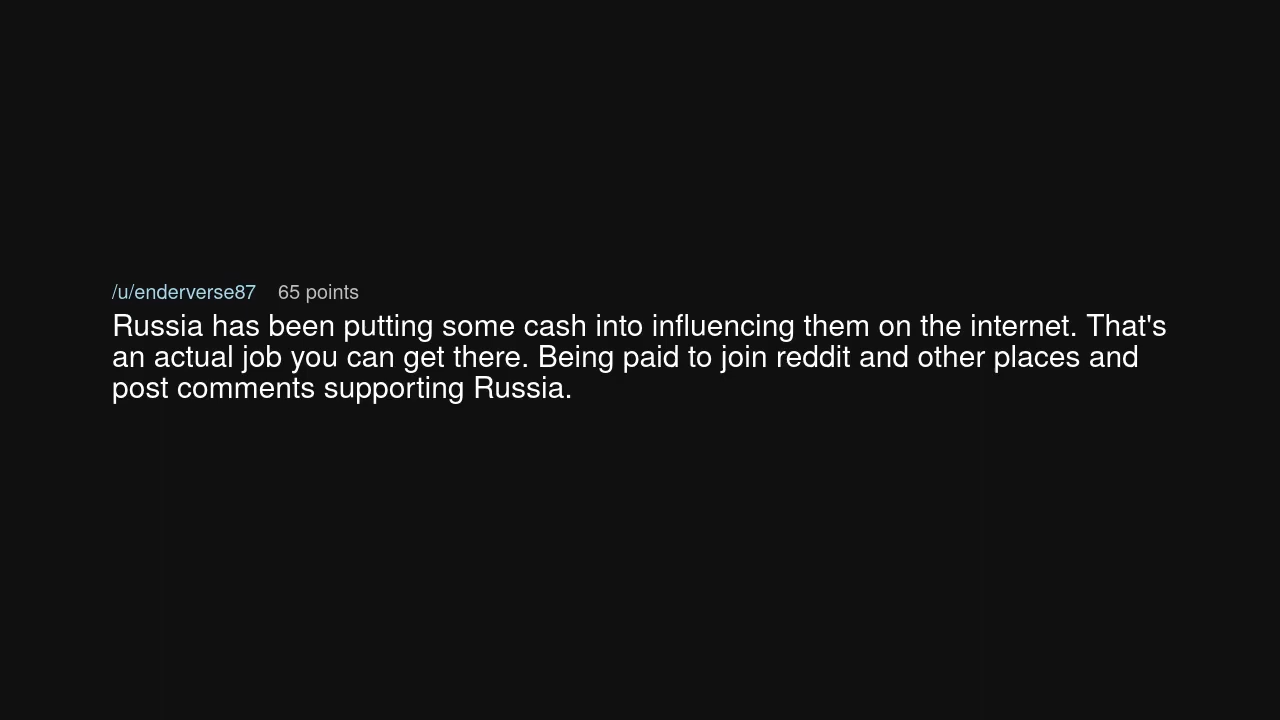 /u/enderverse87 65 points
Russia has been putting some cash into influencing them on the internet. That's
an actual job you can get there. Being paid to join reddit and other places and
post comments supporting Russia.